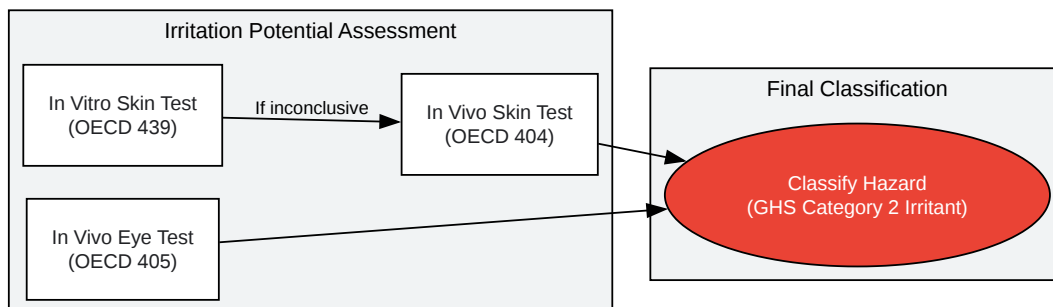 Irritation Potential Assessment
In Vitro Skin Test
(OECD 439)
If inconclusive
In Vivo Skin Test
(OECD 404)
In Vivo Eye Test
(OECD 405)
Final Classification
Classify Hazard
(GHS Category 2 Irritant)